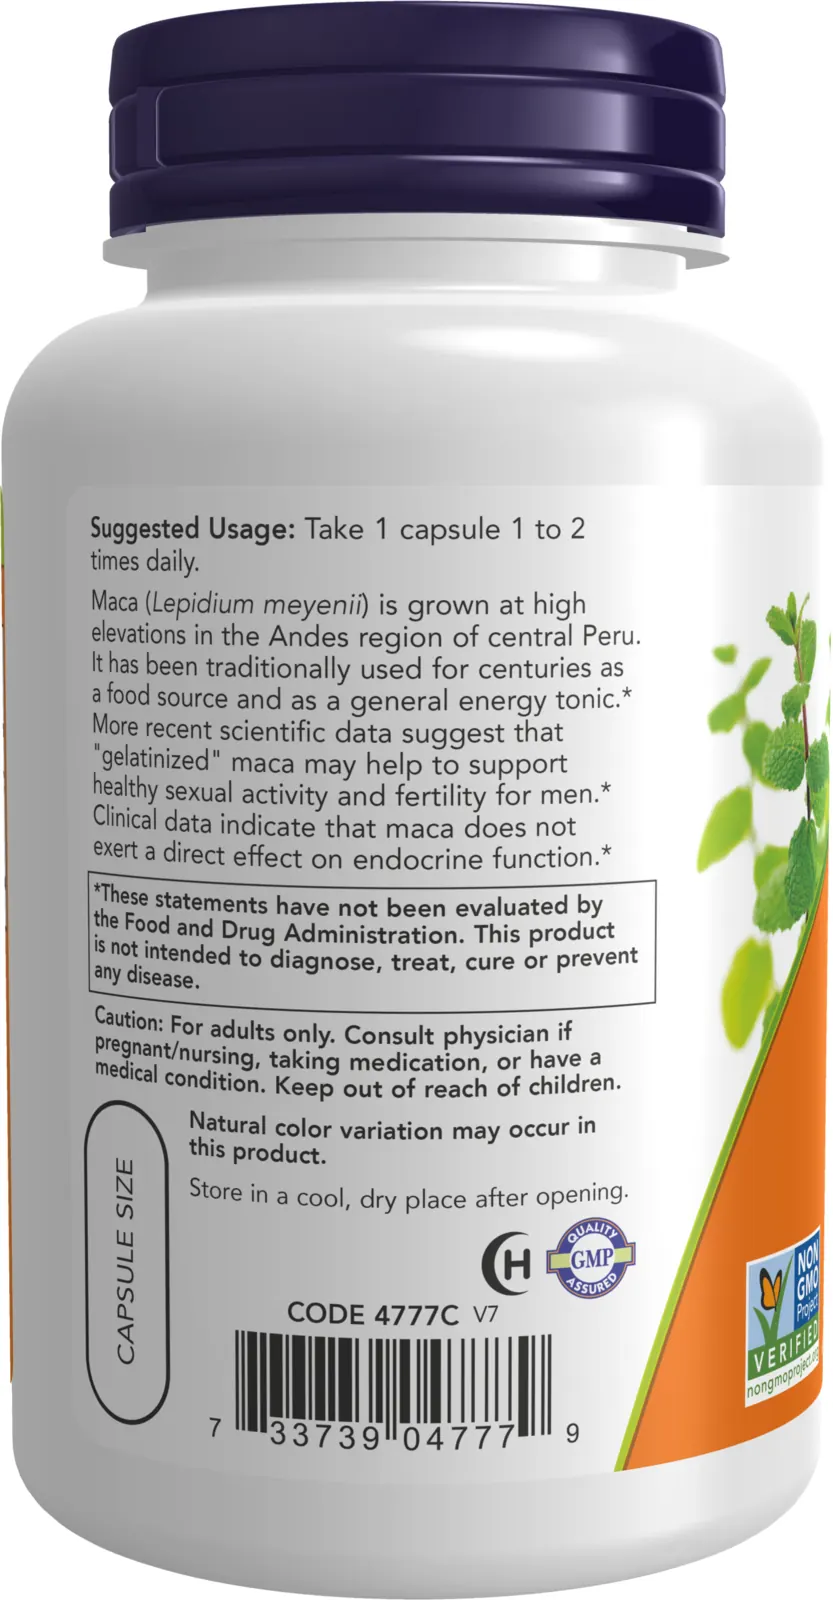 Suggested Usage: Take 1 capsule 1 to 2
times daily.
Maca (Lepidium meyenii) is grown at high
elevations in the Andes region of central Peru.
It has been traditionally used for centuries as
a food source and as a general energy tonic.*
More recent scientific data suggest that
"gelatinized" maca may help to support
healthy sexual activity and fertility for men.*
Clinical data indicate that maca does not
exert a direct effect on endocrine function.*
*These statements have not been evaluated by
the Food and Drug Administration. This product
is not intended to diagnose, treat, cure or prevent
any disease.
Caution: For adults only. Consult physician if
pregnant/nursing, taking medication, or have a
medical condition. Keep out of reach of children.
Natural color variation may occur in
this product.
Store in a cool, dry place after opening.
CAPSULE SIZE
H
QUALITY
GMP
ASSURED
CODE 4777C V7
7 33739 04777 9
NON
GMO
Project
VERIFIED
nongmoproject.org